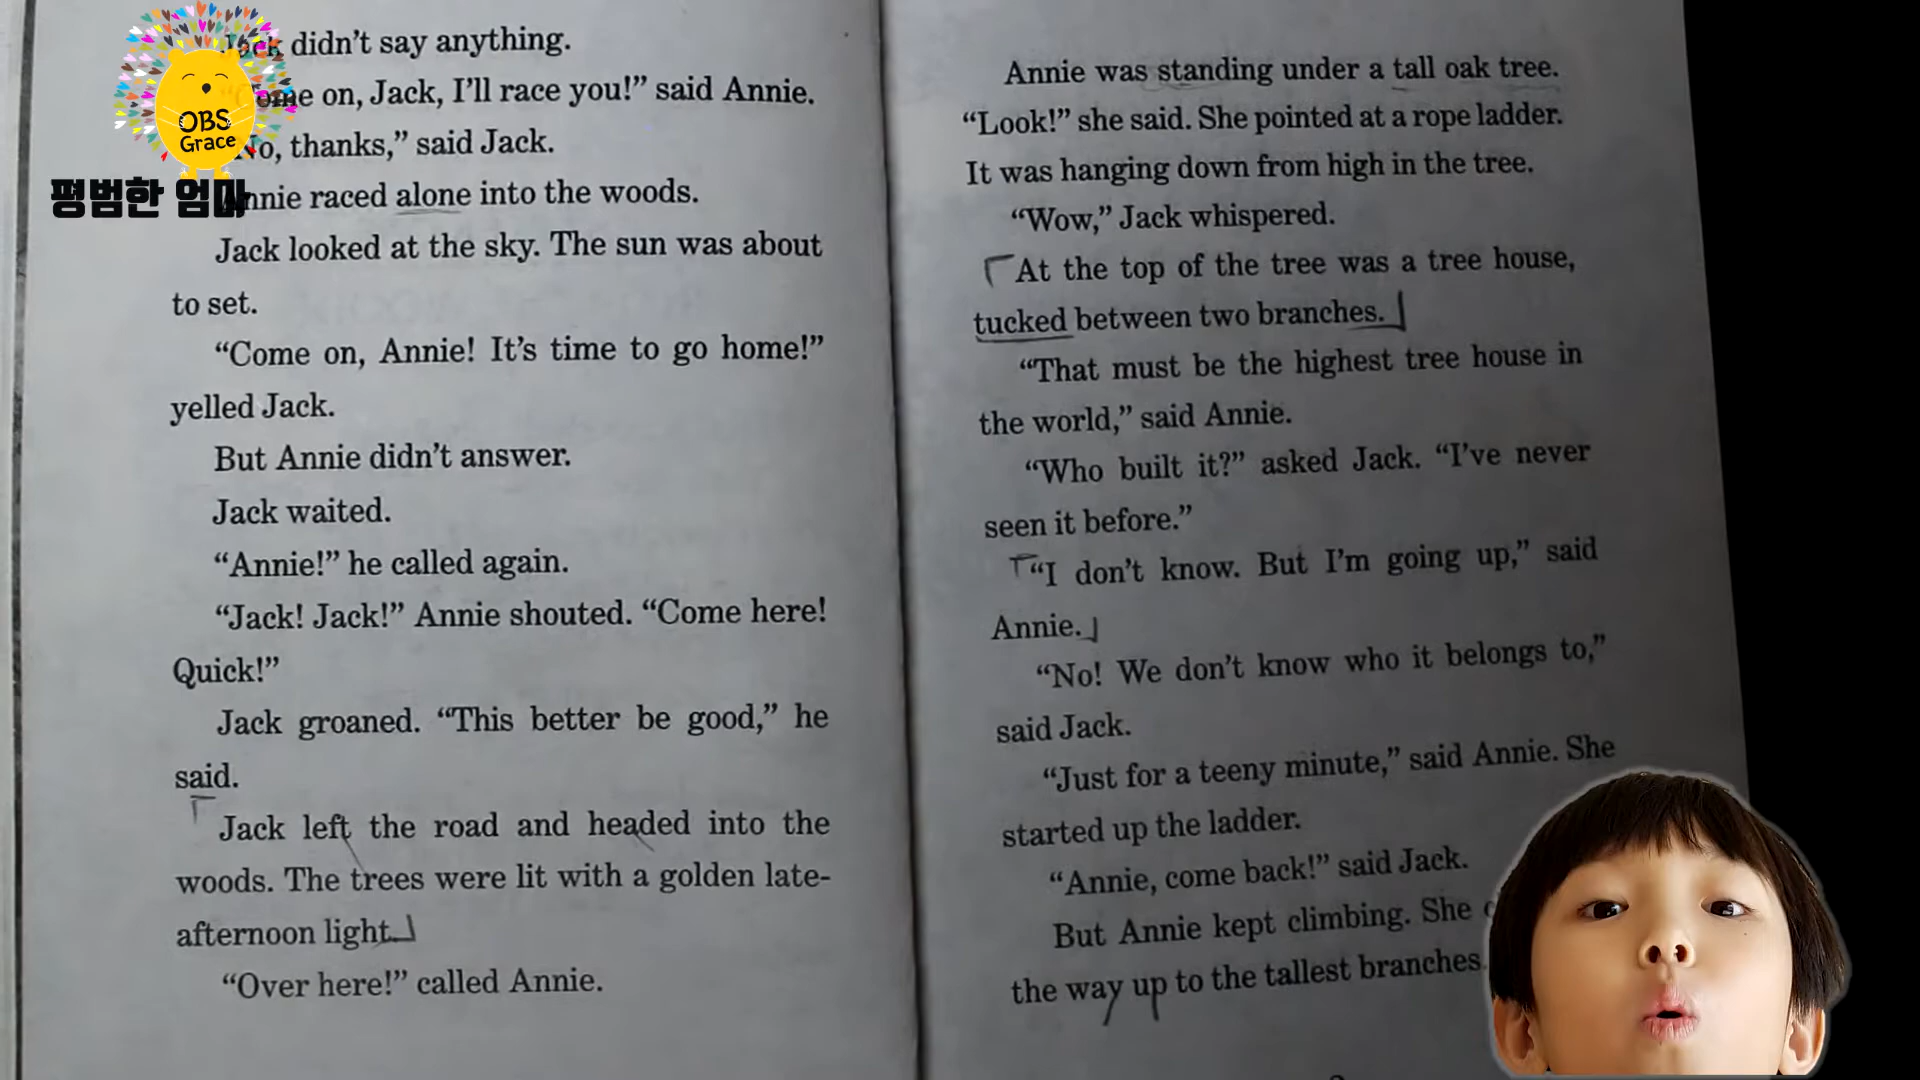 OBS
Grace
평범한 엄마
Jack didn't say anything.
"Come on, Jack, I'll race you!" said Annie.
"No, thanks," said Jack.
Annie raced alone into the woods.
Jack looked at the sky. The sun was about
to set.
"Come on, Annie! It's time to go home!"
yelled Jack.
But Annie didn't answer.
Jack waited.
"Annie!" he called again.
"Jack! Jack!" Annie shouted. "Come here!
Quick!"
Jack groaned. "This better be good," he
said.
Jack left the road and headed into the
woods. The trees were lit with a golden late-
afternoon light.
"Over here!" called Annie.
Annie was standing under a tall oak tree.
"Look!" she said. She pointed at a rope ladder.
It was hanging down from high in the tree.
"Wow," Jack whispered.
At the top of the tree was a tree house,
tucked between two branches.
"That must be the highest tree house in
the world," said Annie.
"Who built it?" asked Jack. "I've never
seen it before."
"I don't know. But I'm going up," said
Annie.
"No! We don't know who it belongs to,"
said Jack.
"Just for a teeny minute," said Annie. She
started up the ladder.
"Annie, come back!" said Jack.
But Annie kept climbing. She
the way up to the tallest branches.